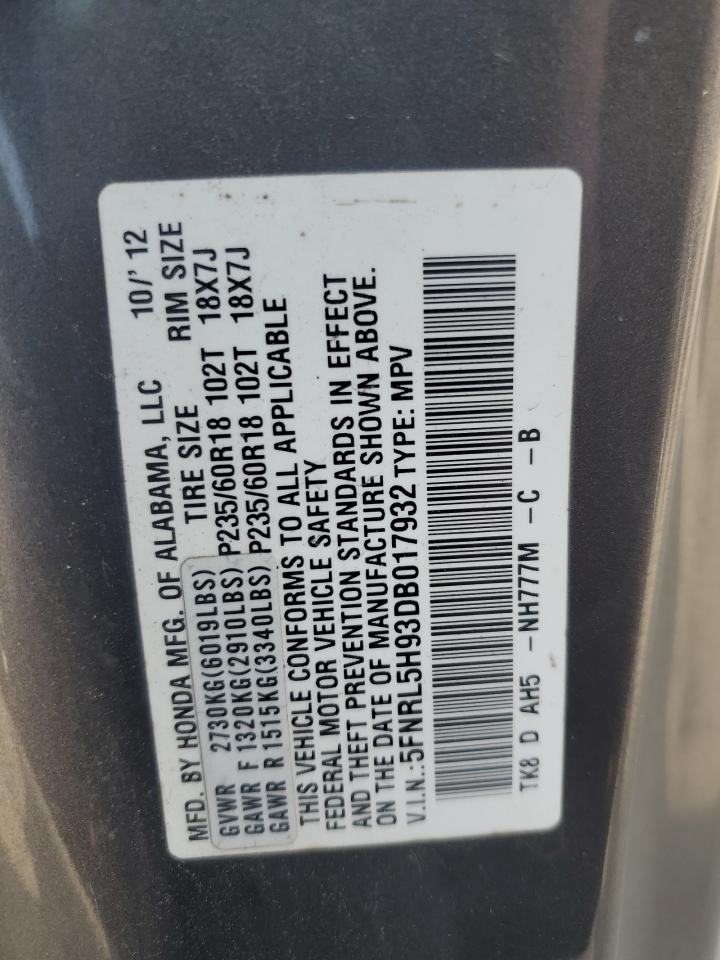 MFD. BY HONDA MFG. OF ALABAMA, LLC 10/'12
TIRE SIZE RIM SIZE
GVWR 2730KG(6019LBS)
GAWR F 1320KG(2910LBS) P235/60R18 102T 18X7J
GAWR R 1515KG(3340LBS) P235/60R18 102T 18X7J
THIS VEHICLE CONFORMS TO ALL APPLICABLE
FEDERAL MOTOR VEHICLE SAFETY
AND THEFT PREVENTION STANDARDS IN EFFECT
ON THE DATE OF MANUFACTURE SHOWN ABOVE.
V.I.N.:5FNRL5H93DB017932 TYPE: MPV
TK8 D AH5 -NH777M -C -B